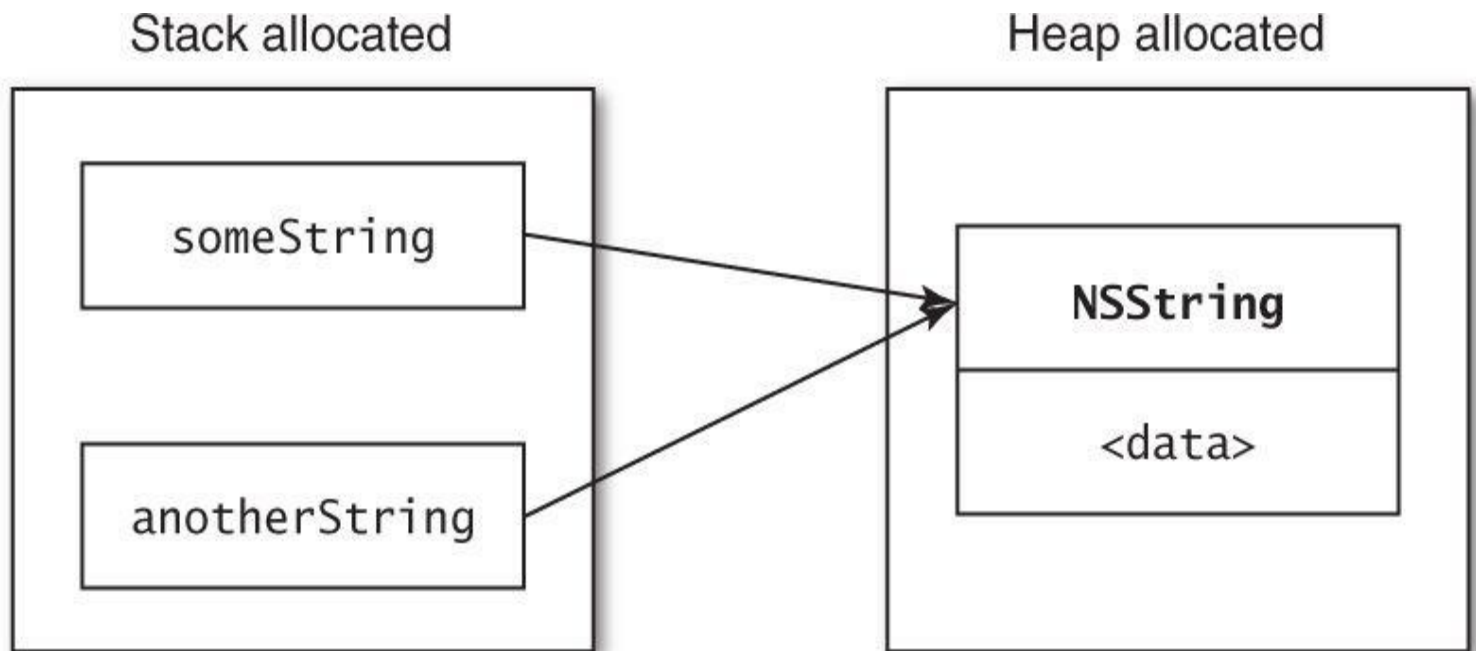 Stack allocated
Heap allocated
someString
NSString
<data>
anotherString